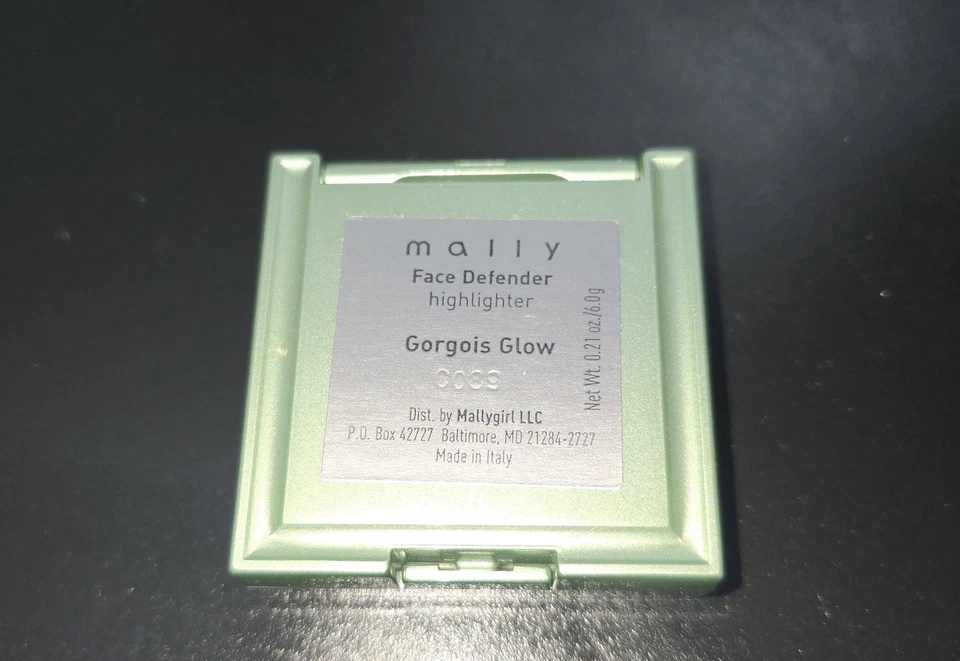 mally
Face Defender
highlighter
Gorgois Glow
Dist. by Mallygirl LLC
P.O. Box 42727 Baltimore, MD 21284-2727
Made in Italy
Net Wt. 0.21 oz./6.0g